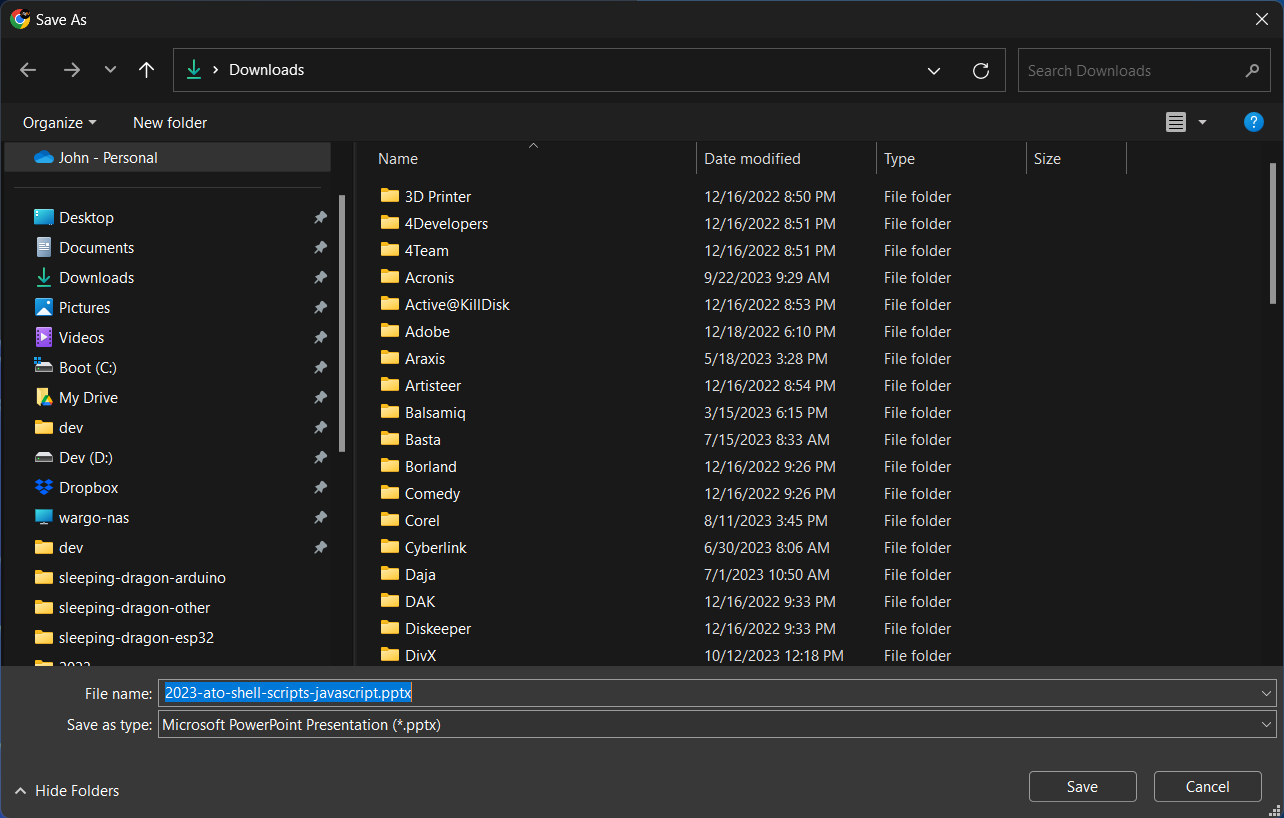 Save As
Downloads
Search Downloads
Organize
New folder
?
John - Personal
Desktop
Documents
Downloads
Pictures
Videos
Boot (C:)
My Drive
dev
Dev (D:)
Dropbox
wargo-nas
dev
sleeping-dragon-arduino
sleeping-dragon-other
sleeping-dragon-esp32
Name Date modified Type Size
3D Printer 12/16/2022 8:50 PM File folder
4Developers 12/16/2022 8:51 PM File folder
4Team 12/16/2022 8:51 PM File folder
Acronis 9/22/2023 9:29 AM File folder
Active@KillDisk 12/16/2022 8:53 PM File folder
Adobe 12/18/2022 6:10 PM File folder
Araxis 5/18/2023 3:28 PM File folder
Artisteer 12/16/2022 8:54 PM File folder
Balsamiq 3/15/2023 6:15 PM File folder
Basta 7/15/2023 8:33 AM File folder
Borland 12/16/2022 9:26 PM File folder
Comedy 12/16/2022 9:26 PM File folder
Corel 8/11/2023 3:45 PM File folder
Cyberlink 6/30/2023 8:06 AM File folder
Daja 7/1/2023 10:50 AM File folder
DAK 12/16/2022 9:33 PM File folder
Diskeeper 12/16/2022 9:33 PM File folder
DivX 10/12/2023 12:18 PM File folder
File name: 2023-ato-shell-scripts-javascript.pptx
Save as type: Microsoft PowerPoint Presentation (*.pptx)
Hide Folders
Save
Cancel